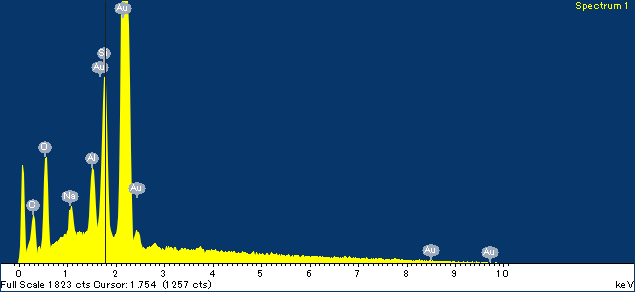 Spectrum 1
Au
Si
Au
O
Al
Au
Na
Au
Au
0 1 2 3 4 5 6 7 8 9 10
Full Scale 1823 cts Cursor: 1.754 (1257 cts) keV